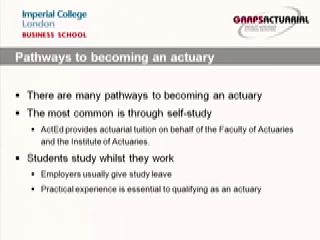 Imperial College
London
BUSINESS SCHOOL
GAAPSACTUARIAL
Pathways to becoming an actuary
▪ There are many pathways to becoming an actuary
▪ The most common is through self-study
▪ ActEd provides actuarial tuition on behalf of the Faculty of Actuaries
and the Institute of Actuaries.
▪ Students study whilst they work
▪ Employers usually give study leave
▪ Practical experience is essential to qualifying as an actuary